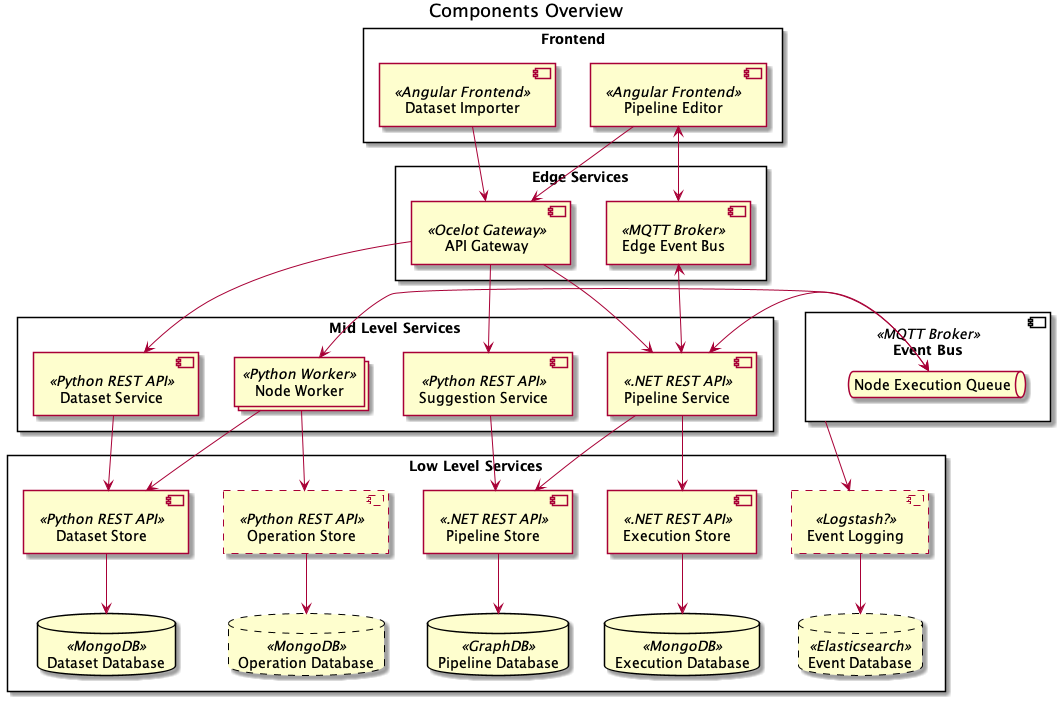 Components Overview
Frontend
«Angular Frontend»
Dataset Importer
«Angular Frontend»
Pipeline Editor
Edge Services
«Ocelot Gateway»
API Gateway
«MQTT Broker»
Edge Event Bus
Mid Level Services
«Python REST API»
Dataset Service
«Python Worker»
Node Worker
«Python REST API»
Suggestion Service
«.NET REST API»
Pipeline Service
«MQTT Broker»
Event Bus
Node Execution Queue
Low Level Services
«Python REST API»
Dataset Store
«Python REST API»
Operation Store
«.NET REST API»
Pipeline Store
«.NET REST API»
Execution Store
«Logstash?»
Event Logging
«MongoDB»
Dataset Database
«MongoDB»
Operation Database
«GraphDB»
Pipeline Database
«MongoDB»
Execution Database
«Elasticsearch»
Event Database